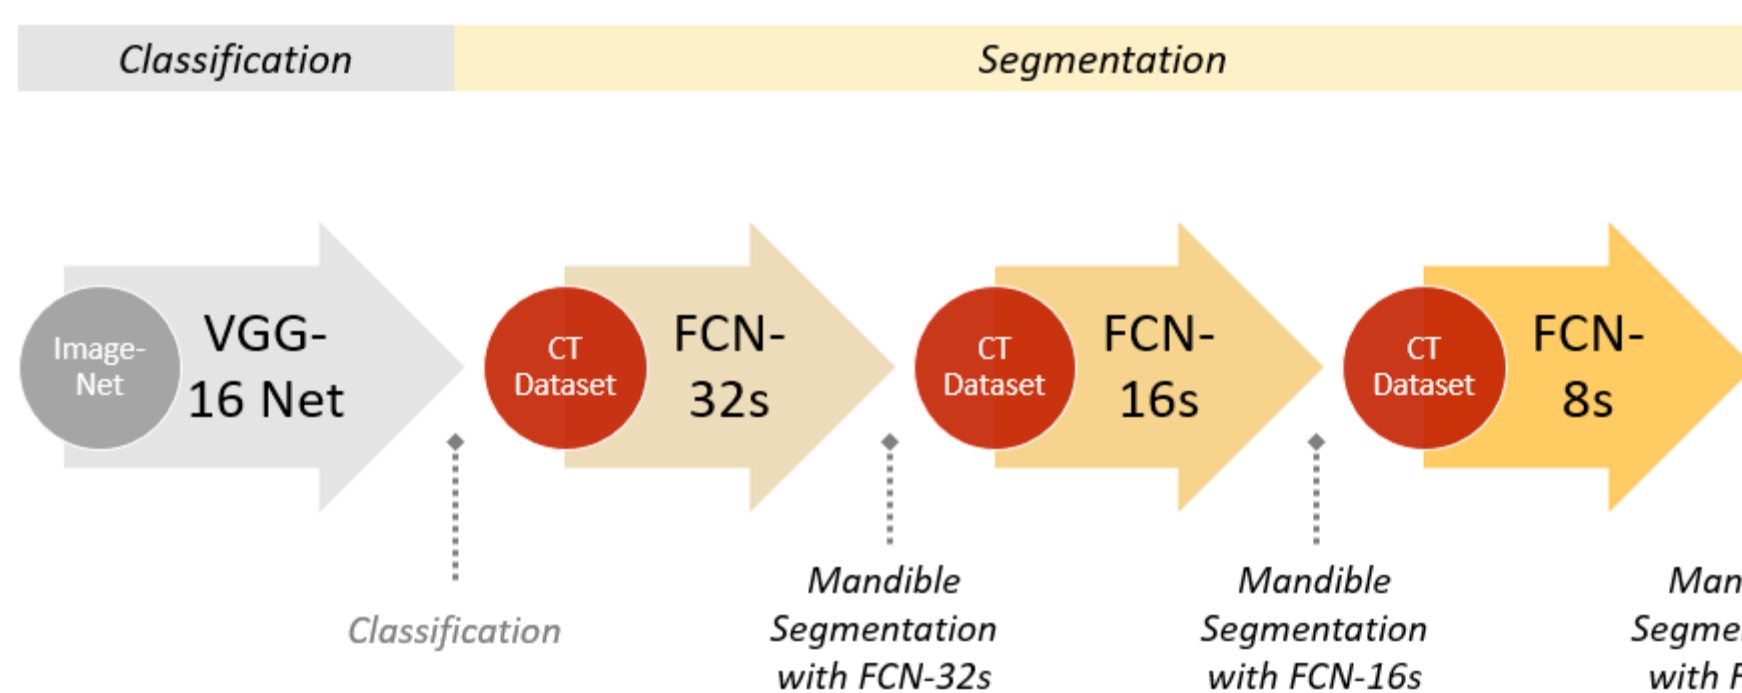 Classification
Segmentation
Image-
Net
VGG-
16 Net
CT
Dataset
FCN-
32s
CT
Dataset
FCN-
16s
CT
Dataset
FCN-
8s
Classification
Mandible
Segmentation
with FCN-32s
Mandible
Segmentation
with FCN-16s
with